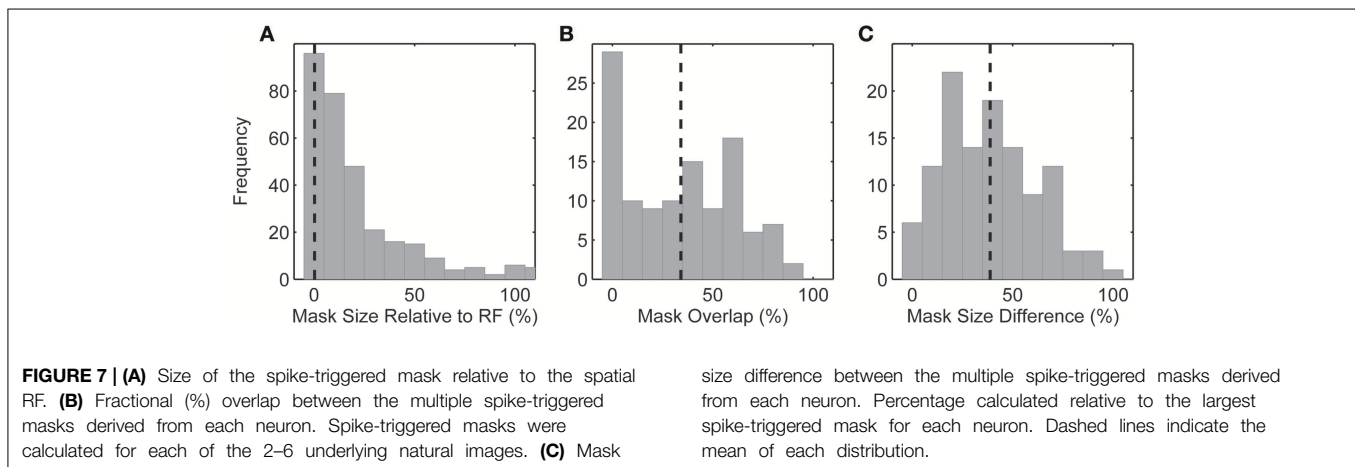 A
B
C
Frequency
80
60
40
20
0
0
50
100
Mask Size Relative to RF (%)
25
20
15
10
5
0
0
50
100
Mask Overlap (%)
20
15
10
5
0
0
50
100
Mask Size Difference (%)
FIGURE 7 | (A) Size of the spike-triggered mask relative to the spatial
RF. (B) Fractional (%) overlap between the multiple spike-triggered
masks derived from each neuron. Spike-triggered masks were
calculated for each of the 2–6 underlying natural images. (C) Mask
size difference between the multiple spike-triggered masks derived
from each neuron. Percentage calculated relative to the largest
spike-triggered mask for each neuron. Dashed lines indicate the
mean of each distribution.